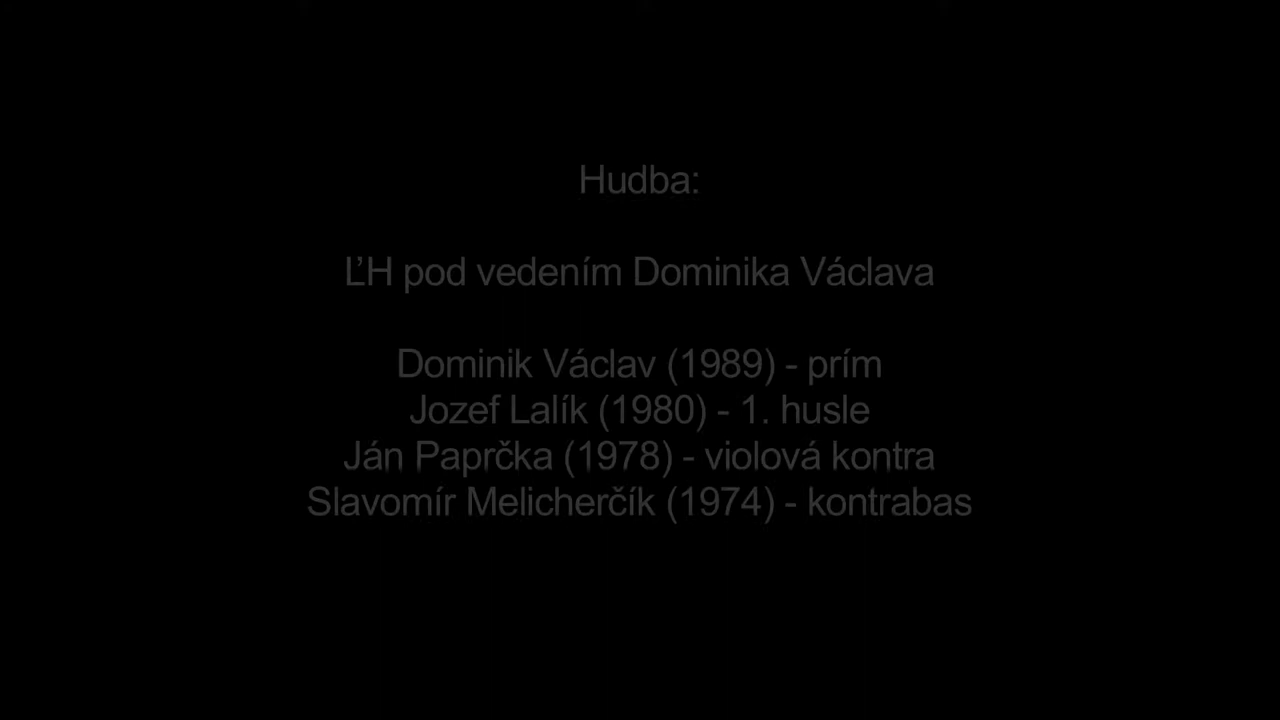 Hudba:
ĽH pod vedením Dominika Václava
Dominik Václav (1989) - prím
Jozef Lalík (1980) - 1. husle
Ján Paprčka (1978) - violová kontra
Slavomír Melicherčík (1974) - kontrabas